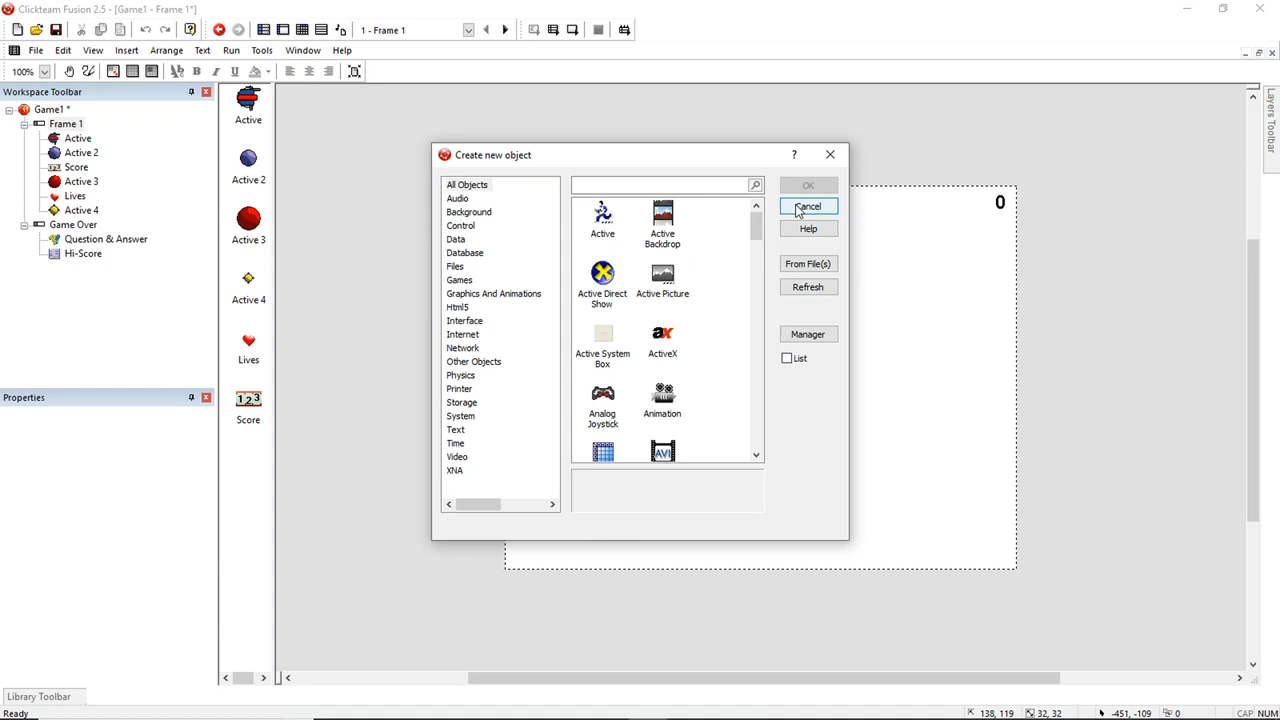 Clickteam Fusion 2.5 - [Game1 - Frame 1*]
1 - Frame 1
File Edit View Insert Arrange Text Run Tools Window Help
100%
B I U
Workspace Toolbar
Game1 *
Frame 1
Active
Active 2
Score
Active 3
Lives
Active 4
Game Over
Question & Answer
Hi-Score
Properties
Library Toolbar
Active
Active 2
Active 3
Active 4
Lives
1 2 3
Score
Create new object
?
All Objects
Audio
Background
Control
Data
Database
Files
Games
Graphics And Animations
Html5
Interface
Internet
Network
Other Objects
Physics
Printer
Storage
System
Text
Time
Video
XNA
Active
Active Backdrop
Active Direct Show
Active Picture
Active System Box
ax
ActiveX
Analog Joystick
Animation
AVI
OK
Cancel
Help
From File(s)
Refresh
Manager
List
0
Layers Toolbar
Ready
138, 119
32, 32
-451, -109
0
CAP NUM